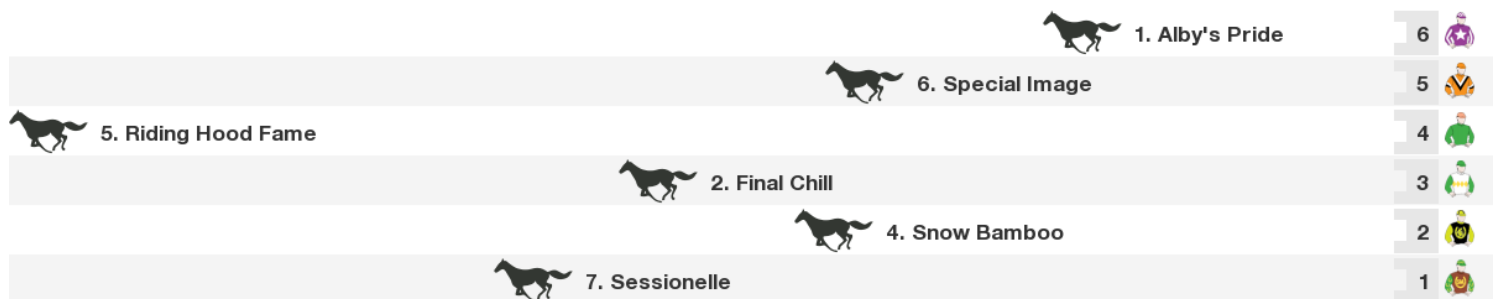 1. Alby's Pride 6
6. Special Image 5
5. Riding Hood Fame 4
2. Final Chill 3
4. Snow Bamboo 2
7. Sessionelle 1